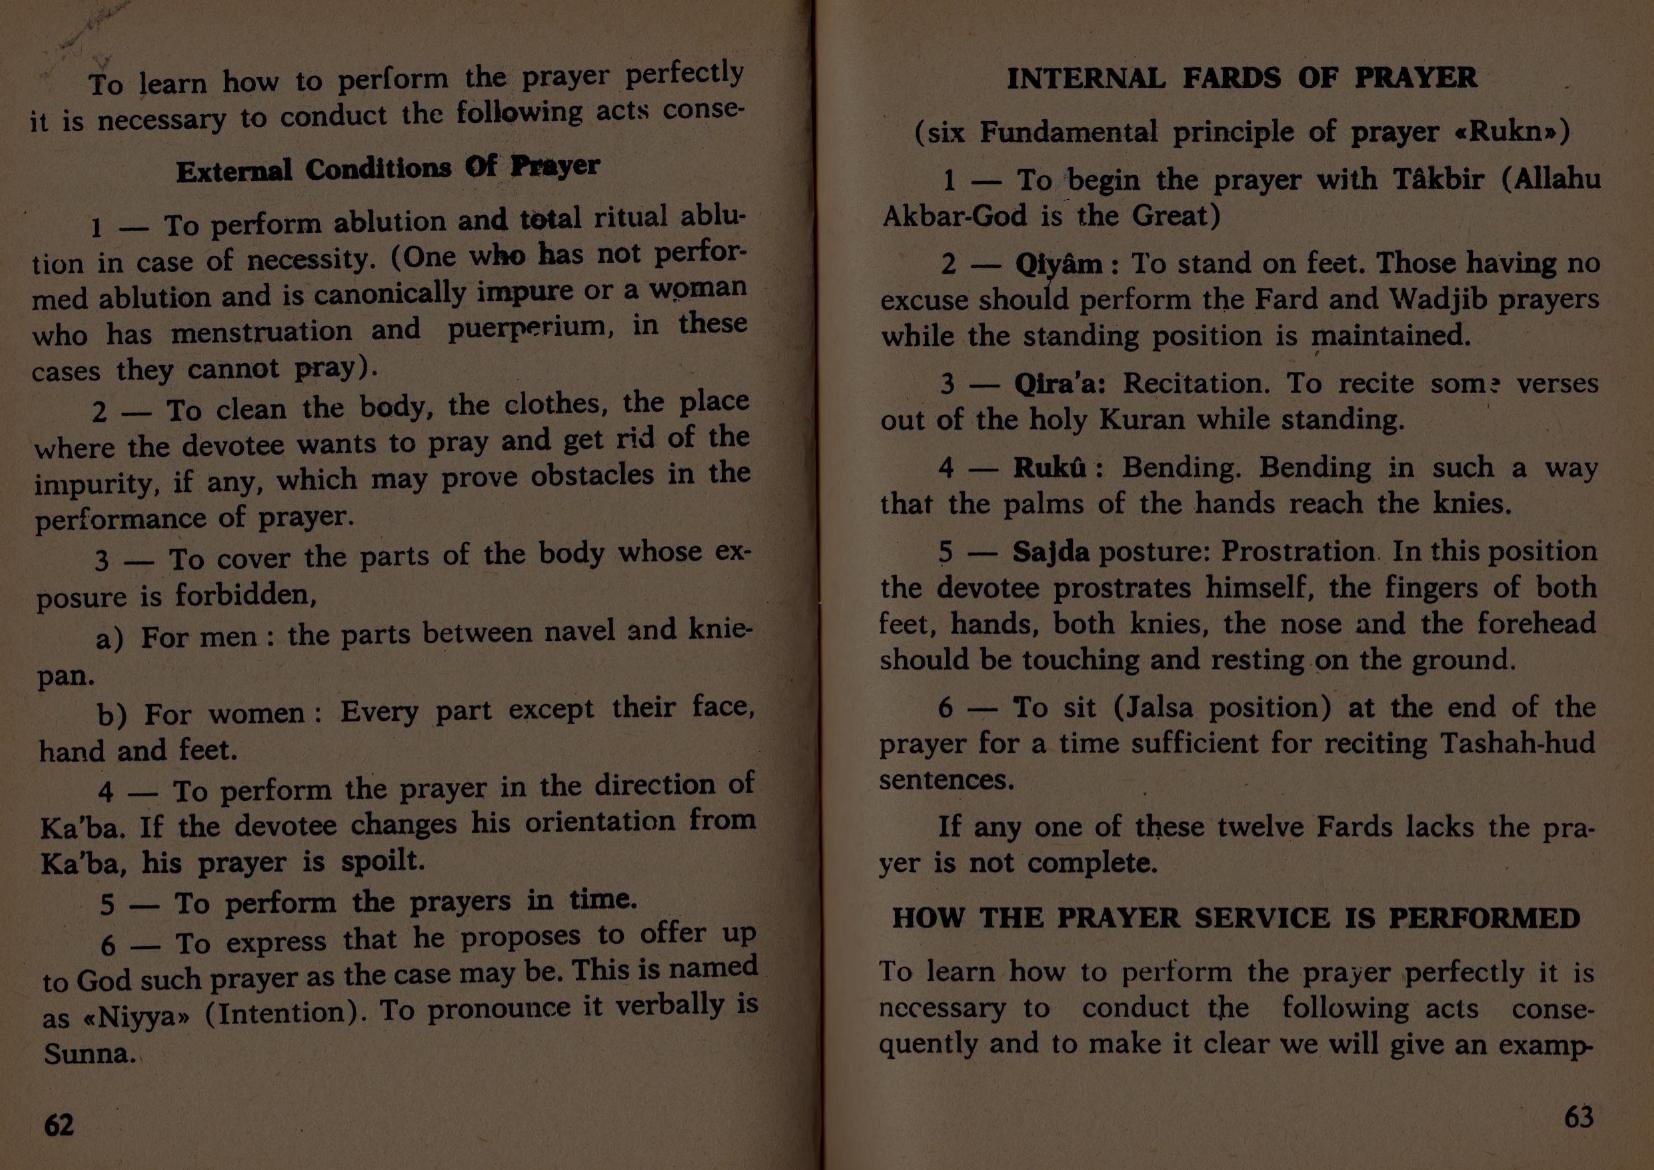 To learn how to perform the prayer perfectly
it is necessary to conduct the following acts conse-
External Conditions Of Prayer
1 — To perform ablution and total ritual ablu-
tion in case of necessity. (One who has not perfor-
med ablution and is canonically impure or a woman
who has menstruation and puerperium, in these
cases they cannot pray).
2 — To clean the body, the clothes, the place
where the devotee wants to pray and get rid of the
impurity, if any, which may prove obstacles in the
performance of prayer.
3 — To cover the parts of the body whose ex-
posure is forbidden,
a) For men : the parts between navel and knie-
pan.
b) For women : Every part except their face,
hand and feet.
4 — To perform the prayer in the direction of
Ka'ba. If the devotee changes his orientation from
Ka'ba, his prayer is spoilt.
5 — To perform the prayers in time.
6 — To express that he proposes to offer up
to God such prayer as the case may be. This is named
as «Niyya» (Intention). To pronounce it verbally is
Sunna.
62
INTERNAL FARDS OF PRAYER
(six Fundamental principle of prayer «Rukn»)
1 — To begin the prayer with Tâkbir (Allahu
Akbar-God is the Great)
2 — Qiyâm : To stand on feet. Those having no
excuse should perform the Fard and Wadjib prayers
while the standing position is maintained.
3 — Qira'a: Recitation. To recite some verses
out of the holy Kuran while standing.
4 — Rukû : Bending. Bending in such a way
that the palms of the hands reach the knies.
5 — Sajda posture: Prostration. In this position
the devotee prostrates himself, the fingers of both
feet, hands, both knies, the nose and the forehead
should be touching and resting on the ground.
6 — To sit (Jalsa position) at the end of the
prayer for a time sufficient for reciting Tashah-hud
sentences.
If any one of these twelve Fards lacks the pra-
yer is not complete.
HOW THE PRAYER SERVICE IS PERFORMED
To learn how to perform the prayer perfectly it is
necessary to conduct the following acts conse-
quently and to make it clear we will give an examp-
63